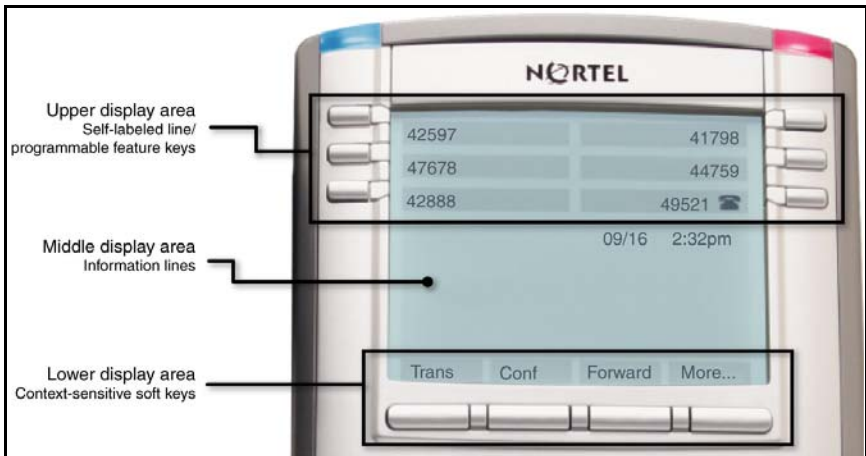 NORTEL
Upper display area
Self-labeled line/
programmable feature keys
42597 41798
47678 44759
42888 49521
09/16 2:32pm
Middle display area
Information lines
Lower display area
Context-sensitive soft keys
Trans Conf Forward More...